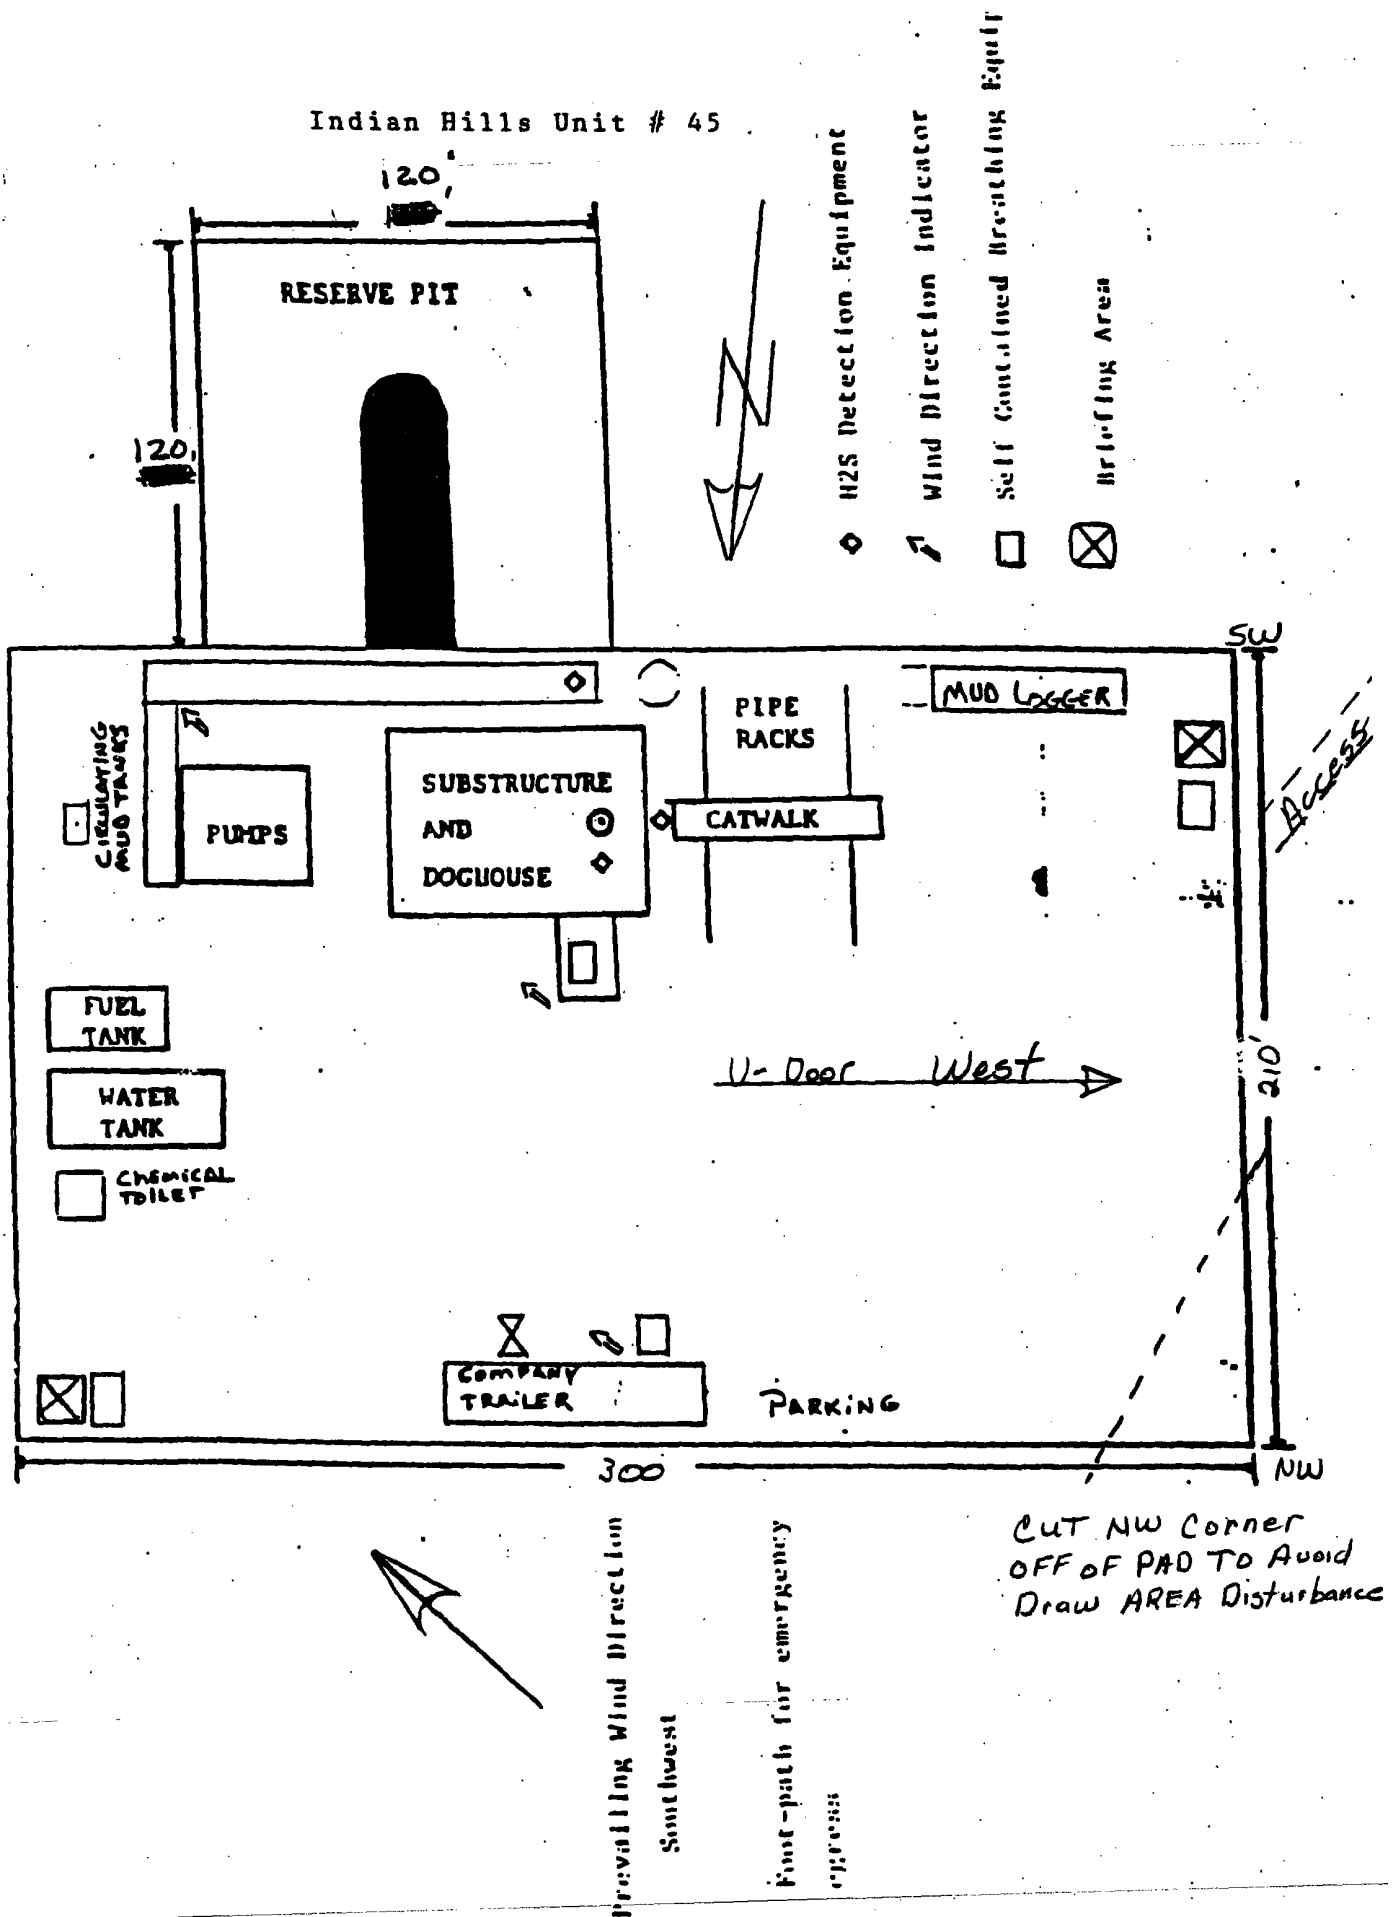 Indian Hills Unit # 45
120'
RESERVE PIT
120'
H2S Detection Equipment
Wind Direction Indicator
Self Contained Breathing Equip
Briefing Area
SW
Access
MUD LOGGER
PIPE
RACKS
CIRCULATING
MUD TANKS
PUMPS
SUBSTRUCTURE
AND
DOGHOUSE
CATWALK
FUEL
TANK
WATER
TANK
CHEMICAL
TOILET
V-Door West
210'
COMPANY
TRAILER
PARKING
300
NW
CUT NW Corner
OFF OF PAD TO Avoid
Draw AREA Disturbance
Prevailing Wind Direction
Southwest
Foot-path for emergency
egress